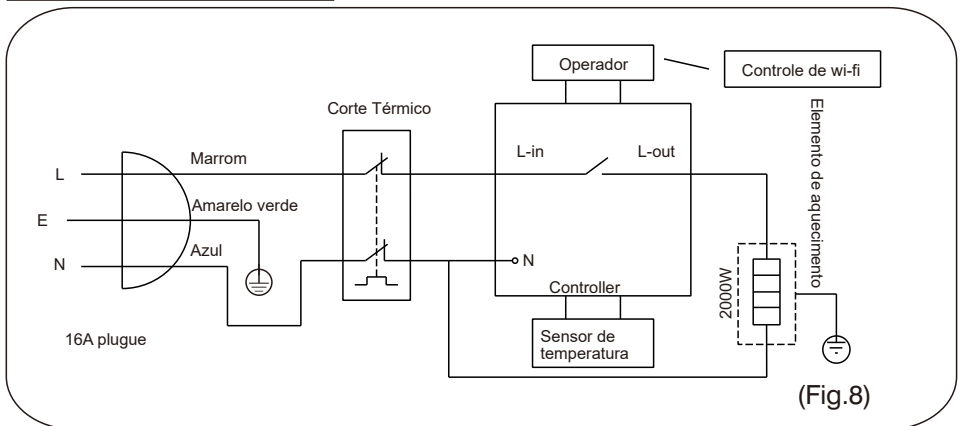 Operador
Controle de wi-fi
Corte Térmico
Elemento de aquecimento
L-in
L-out
Marrom
L
Amarelo verde
E
Azul
N
N
Controller
2000W
Sensor de
temperatura
16A plugue
(Fig.8)